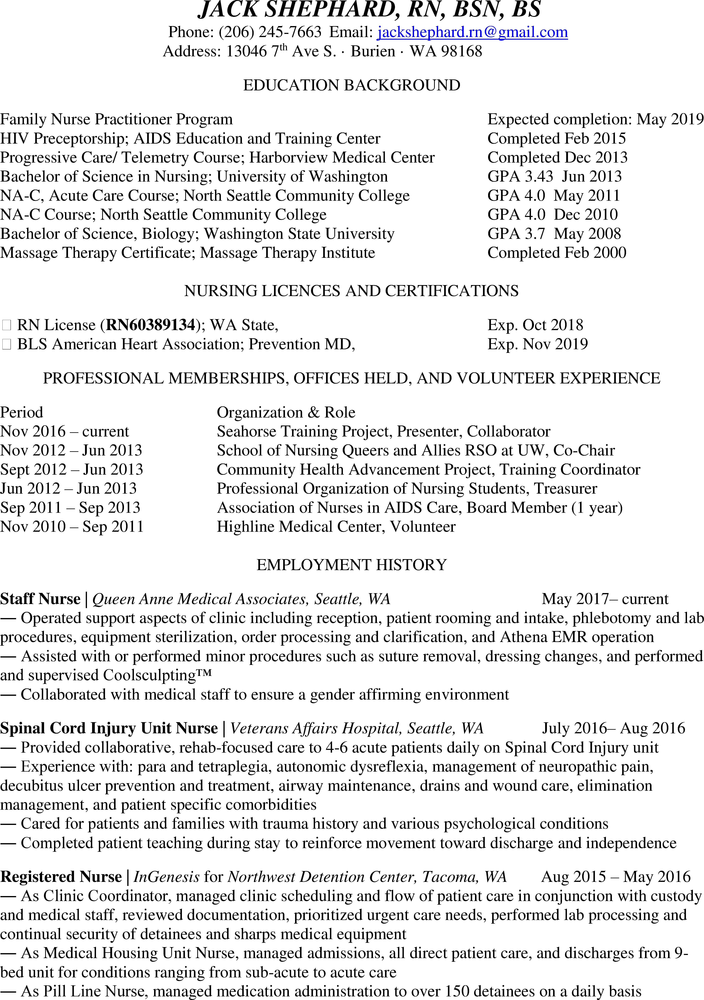 JACK SHEPHARD, RN, BSN, BS
Phone: (206) 245-7663 Email: jackshephard.rn@gmail.com
Address: 13046 7th Ave S. · Burien · WA 98168
EDUCATION BACKGROUND
Family Nurse Practitioner Program Expected completion: May 2019
HIV Preceptorship; AIDS Education and Training Center Completed Feb 2015
Progressive Care/ Telemetry Course; Harborview Medical Center Completed Dec 2013
Bachelor of Science in Nursing; University of Washington GPA 3.43 Jun 2013
NA-C, Acute Care Course; North Seattle Community College GPA 4.0 May 2011
NA-C Course; North Seattle Community College GPA 4.0 Dec 2010
Bachelor of Science, Biology; Washington State University GPA 3.7 May 2008
Massage Therapy Certificate; Massage Therapy Institute Completed Feb 2000
NURSING LICENCES AND CERTIFICATIONS
RN License (RN60389134); WA State, Exp. Oct 2018
BLS American Heart Association; Prevention MD, Exp. Nov 2019
PROFESSIONAL MEMBERSHIPS, OFFICES HELD, AND VOLUNTEER EXPERIENCE
Period Organization & Role
Nov 2016 – current Seahorse Training Project, Presenter, Collaborator
Nov 2012 – Jun 2013 School of Nursing Queers and Allies RSO at UW, Co-Chair
Sept 2012 – Jun 2013 Community Health Advancement Project, Training Coordinator
Jun 2012 – Jun 2013 Professional Organization of Nursing Students, Treasurer
Sep 2011 – Sep 2013 Association of Nurses in AIDS Care, Board Member (1 year)
Nov 2010 – Sep 2011 Highline Medical Center, Volunteer
EMPLOYMENT HISTORY
Staff Nurse | Queen Anne Medical Associates, Seattle, WA May 2017– current
— Operated support aspects of clinic including reception, patient rooming and intake, phlebotomy and lab
procedures, equipment sterilization, order processing and clarification, and Athena EMR operation
— Assisted with or performed minor procedures such as suture removal, dressing changes, and performed
and supervised Coolsculpting™
— Collaborated with medical staff to ensure a gender affirming environment
Spinal Cord Injury Unit Nurse | Veterans Affairs Hospital, Seattle, WA July 2016– Aug 2016
— Provided collaborative, rehab-focused care to 4-6 acute patients daily on Spinal Cord Injury unit
— Experience with: para and tetraplegia, autonomic dysreflexia, management of neuropathic pain,
decubitus ulcer prevention and treatment, airway maintenance, drains and wound care, elimination
management, and patient specific comorbidities
— Cared for patients and families with trauma history and various psychological conditions
— Completed patient teaching during stay to reinforce movement toward discharge and independence
Registered Nurse | InGenesis for Northwest Detention Center, Tacoma, WA Aug 2015 – May 2016
— As Clinic Coordinator, managed clinic scheduling and flow of patient care in conjunction with custody
and medical staff, reviewed documentation, prioritized urgent care needs, performed lab processing and
continual security of detainees and sharps medical equipment
— As Medical Housing Unit Nurse, managed admissions, all direct patient care, and discharges from 9-
bed unit for conditions ranging from sub-acute to acute care
— As Pill Line Nurse, managed medication administration to over 150 detainees on a daily basis